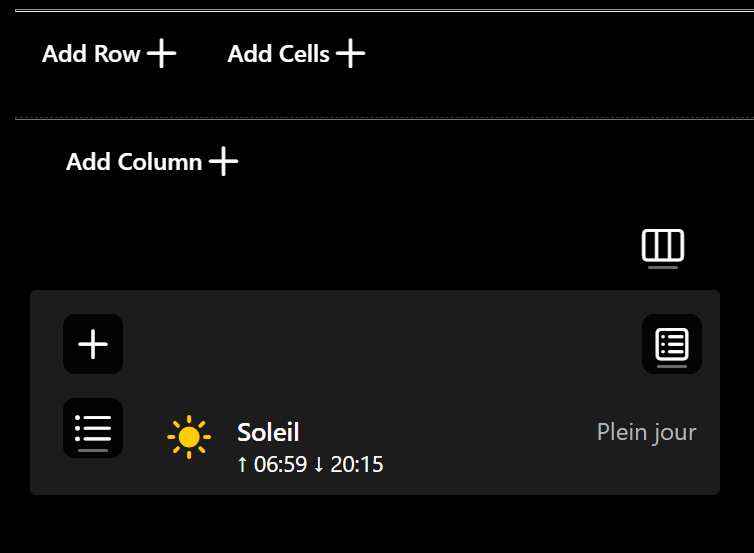 Add Row
Add Cells
Add Column
Soleil
Plein jour
↑ 06:59 ↓ 20:15